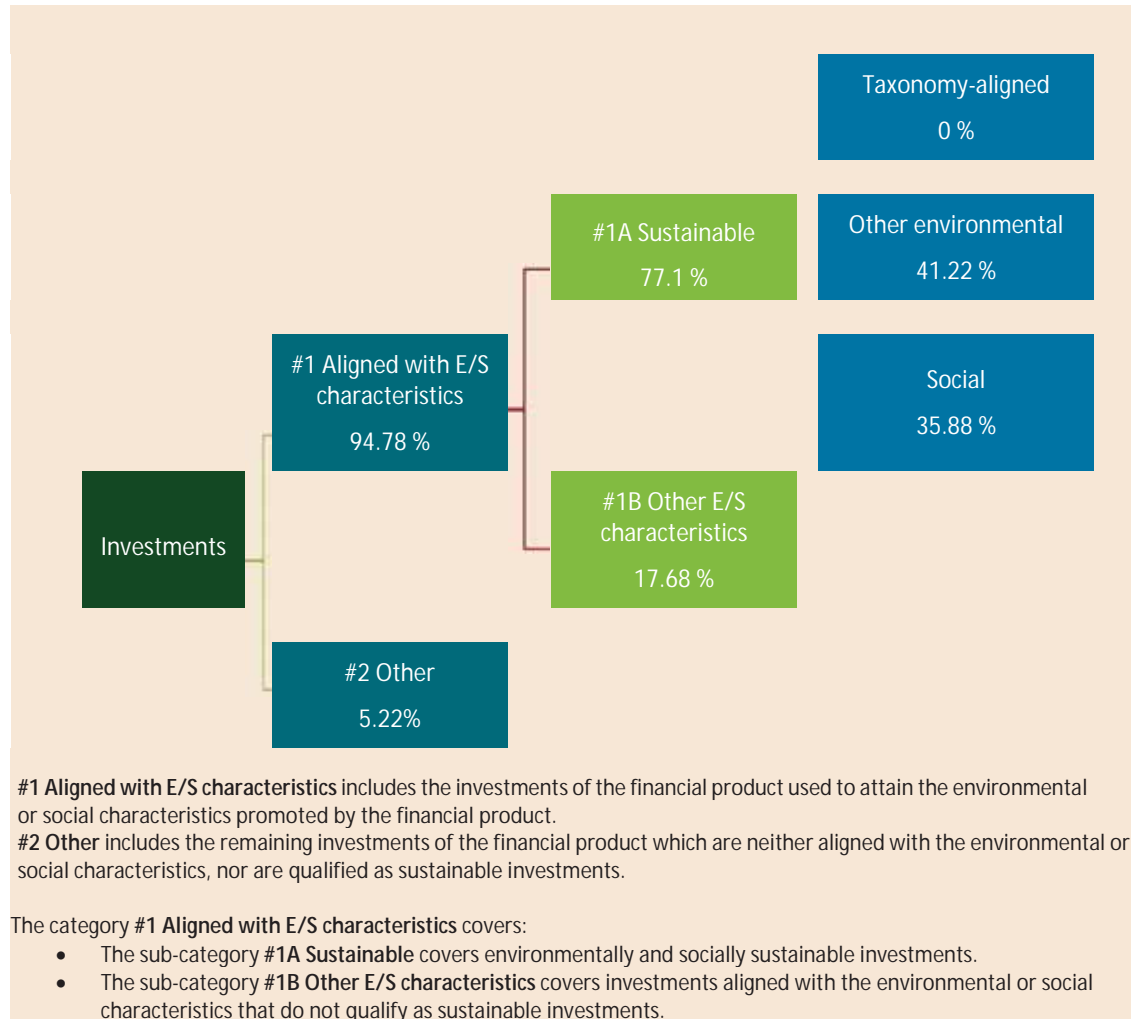 Taxonomy-aligned
0 %
#1A Sustainable
77.1 %
Other environmental
41.22 %
#1 Aligned with E/S
characteristics
94.78 %
Social
35.88 %
Investments
#1B Other E/S
characteristics
17.68 %
#2 Other
5.22%
#1 Aligned with E/S characteristics includes the investments of the financial product used to attain the environmental
or social characteristics promoted by the financial product.
#2 Other includes the remaining investments of the financial product which are neither aligned with the environmental or
social characteristics, nor are qualified as sustainable investments.
The category #1 Aligned with E/S characteristics covers:
• The sub-category #1A Sustainable covers environmentally and socially sustainable investments.
• The sub-category #1B Other E/S characteristics covers investments aligned with the environmental or social
characteristics that do not qualify as sustainable investments.